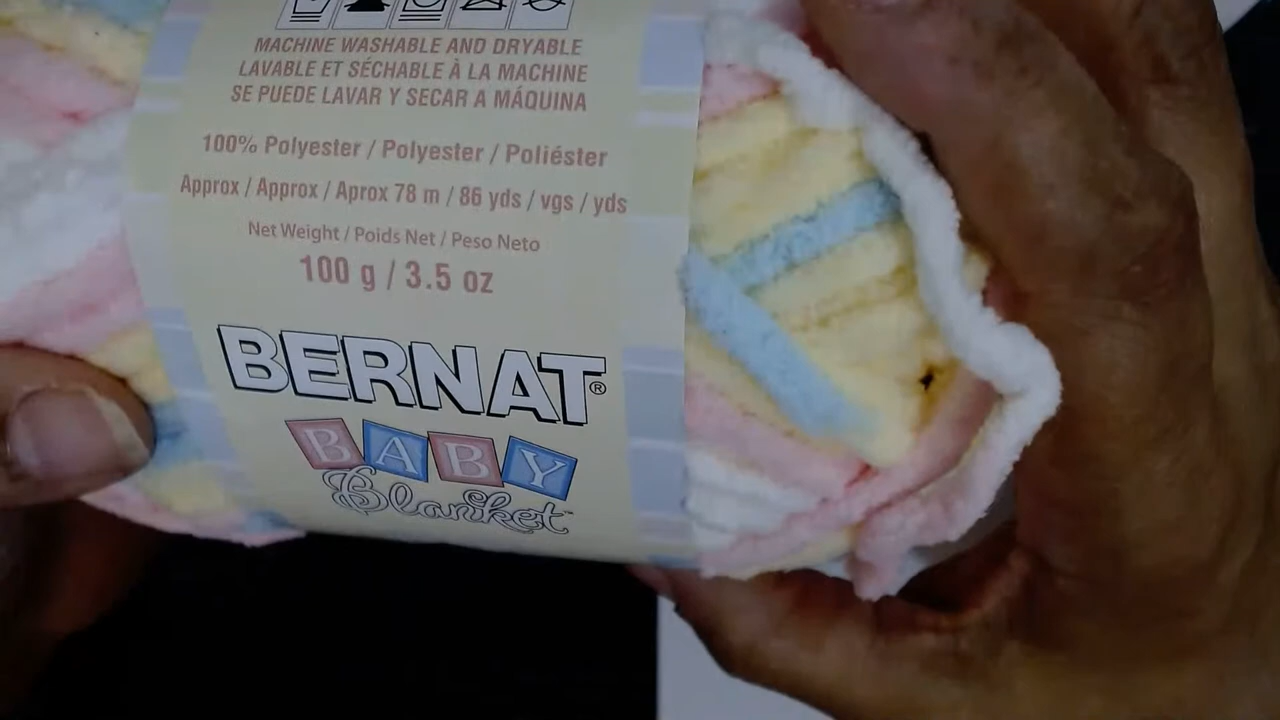 MACHINE WASHABLE AND DRYABLE
LAVABLE ET SÉCHABLE À LA MACHINE
SE PUEDE LAVAR Y SECAR A MÁQUINA
100% Polyester / Polyester / Poliéster
Approx / Approx / Aprox 78 m / 86 yds / vgs / yds
Net Weight / Poids Net / Peso Neto
100 g / 3.5 oz
BERNAT®
BABY
Blanket™